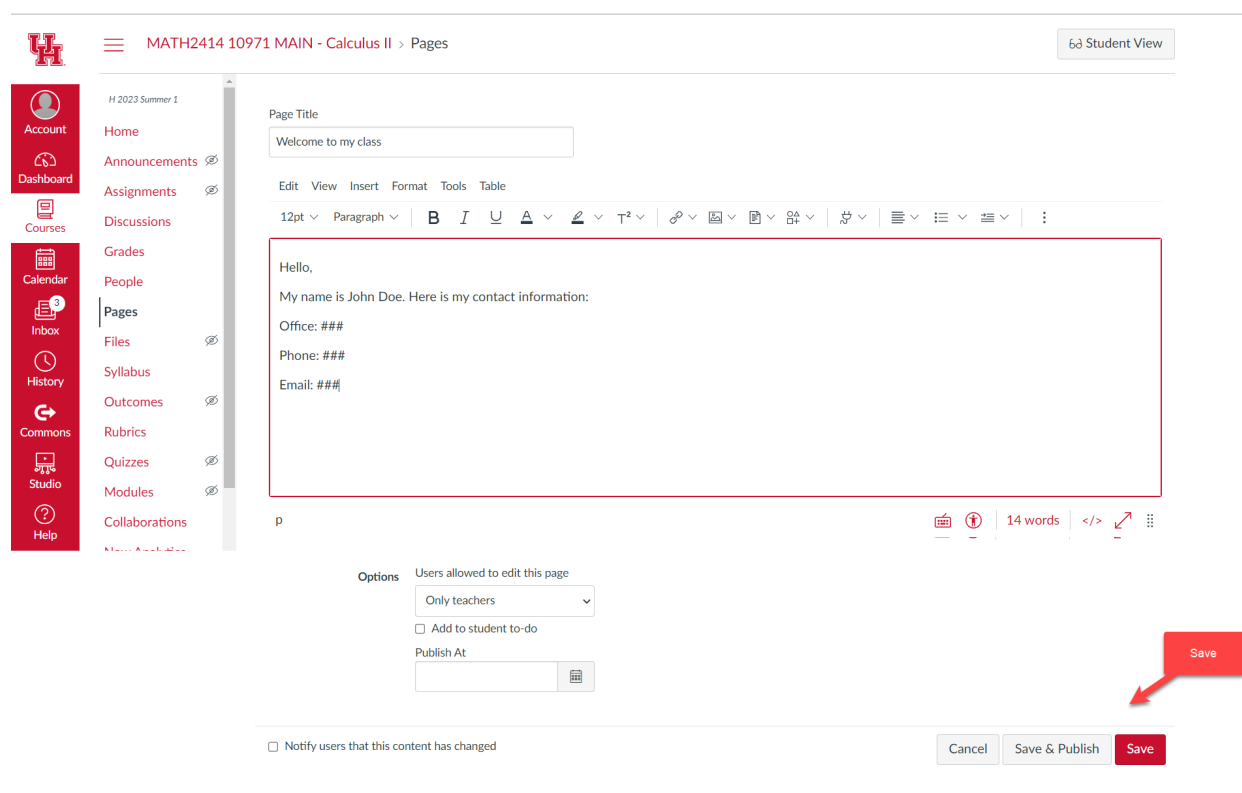 UH
MATH2414 10971 MAIN - Calculus II > Pages
Student View
Account
Dashboard
Courses
Calendar
3
Inbox
History
Commons
Studio
Help
H 2023 Summer 1
Home
Announcements
Assignments
Discussions
Grades
People
Pages
Files
Syllabus
Outcomes
Rubrics
Quizzes
Modules
Collaborations
New Analytics
Page Title
Welcome to my class
Edit View Insert Format Tools Table
12pt Paragraph B I U A T²
Hello,
My name is John Doe. Here is my contact information:
Office: ###
Phone: ###
Email: ###
p
14 words </>
Options
Users allowed to edit this page
Only teachers
Add to student to-do
Publish At
Save
Notify users that this content has changed
Cancel Save & Publish Save